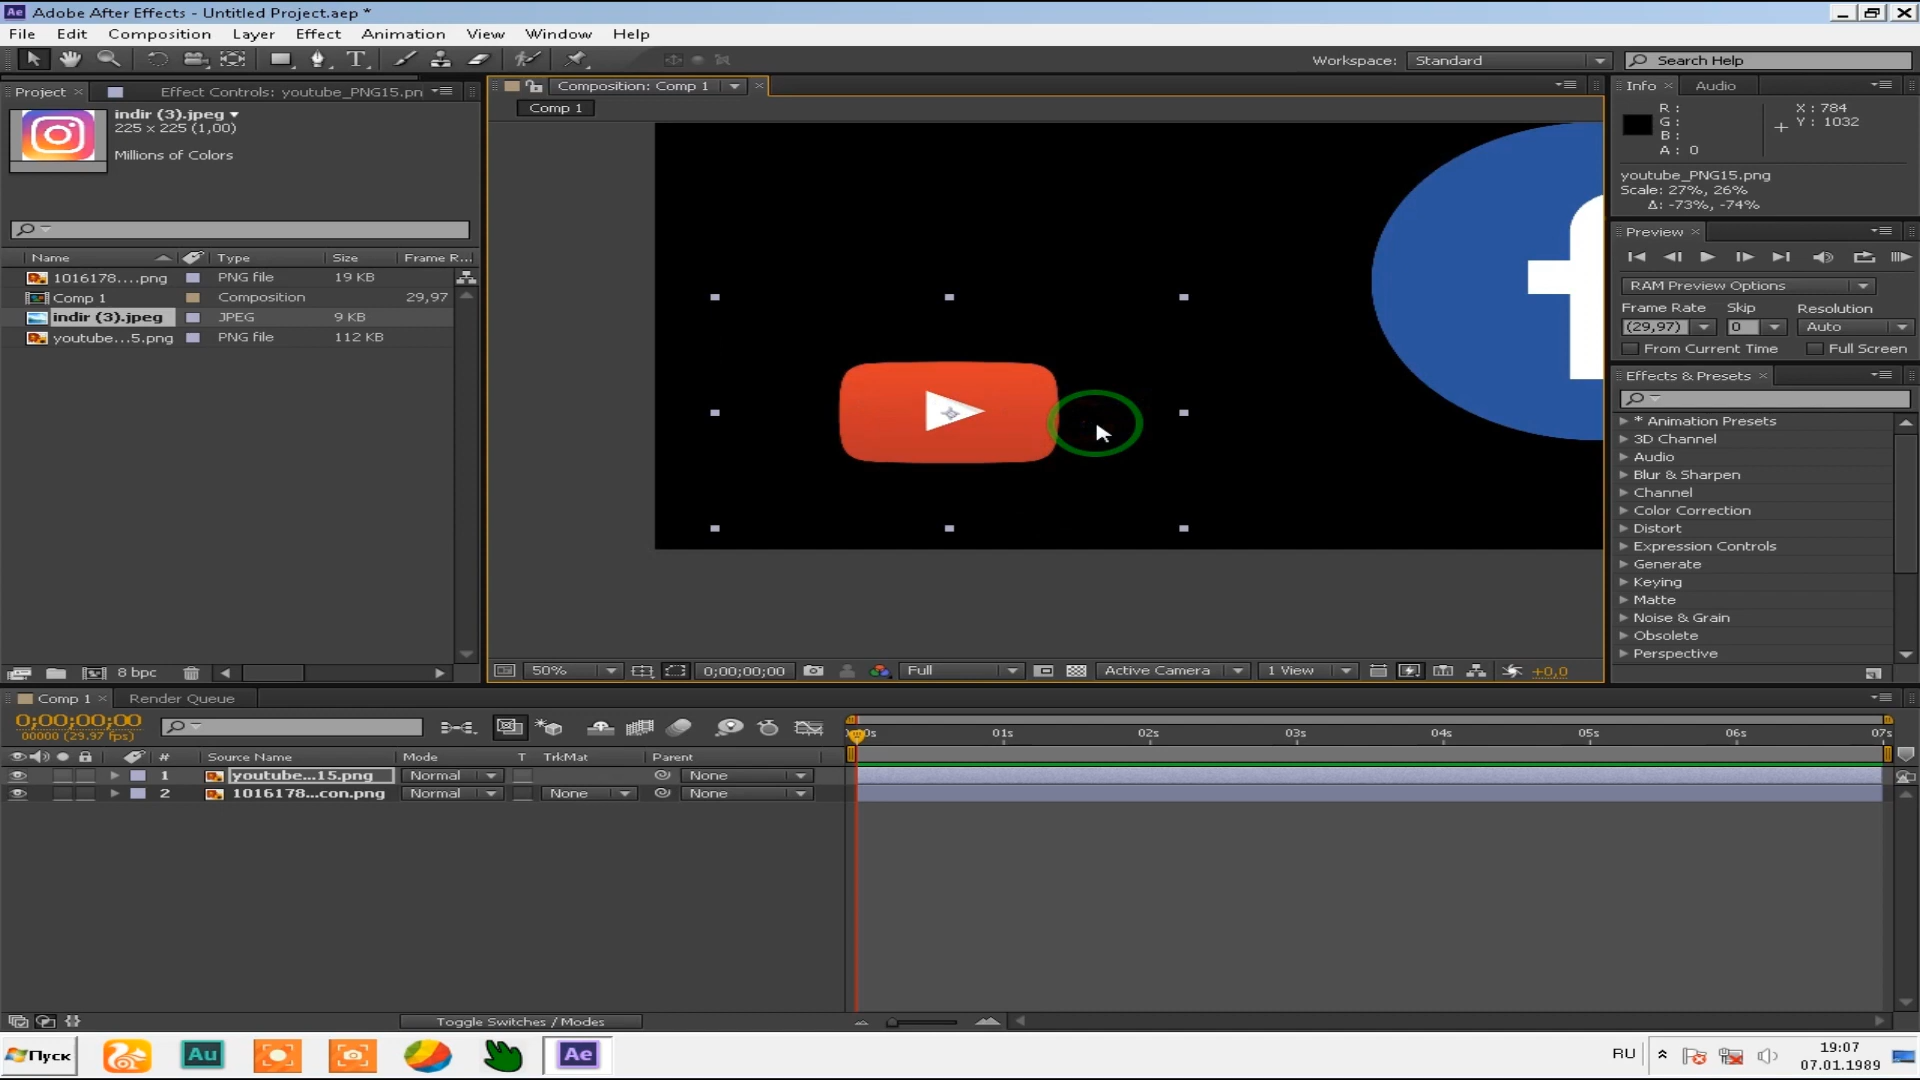 Adobe After Effects - Untitled Project.aep *
File Edit Composition Layer Effect Animation View Window Help
Workspace: Standard Search Help
Project Effect Controls: youtube_PNG15.pn
Composition: Comp 1
Info Audio
indir (3).jpeg
225 x 225 (1,00)
Millions of Colors
Comp 1
R :
G :
B :
A : 0
X : 784
Y : 1032
youtube_PNG15.png
Scale: 27%, 26%
Δ: -73%, -74%
Preview
RAM Preview Options
Frame Rate Skip Resolution
(29,97) 0 Auto
From Current Time Full Screen
Name Type Size Frame R...
1016178....png PNG file 19 KB
Comp 1 Composition 29,97
indir (3).jpeg JPEG 9 KB
youtube...5.png PNG file 112 KB
Effects & Presets
* Animation Presets
3D Channel
Audio
Blur & Sharpen
Channel
Color Correction
Distort
Expression Controls
Generate
Keying
Matte
Noise & Grain
Obsolete
Perspective
8 bpc
50% 0;00;00;00 Full Active Camera 1 View +0,0
Comp 1 Render Queue
0;00;00;00
00000 (29.97 fps)
01s 02s 03s 04s 05s 06s 07s
# Source Name Mode T TrkMat Parent
1 youtube...15.png Normal None
2 1016178...con.png Normal None None
Toggle Switches / Modes
Пуск Au Ae RU 19:07
07.01.1989